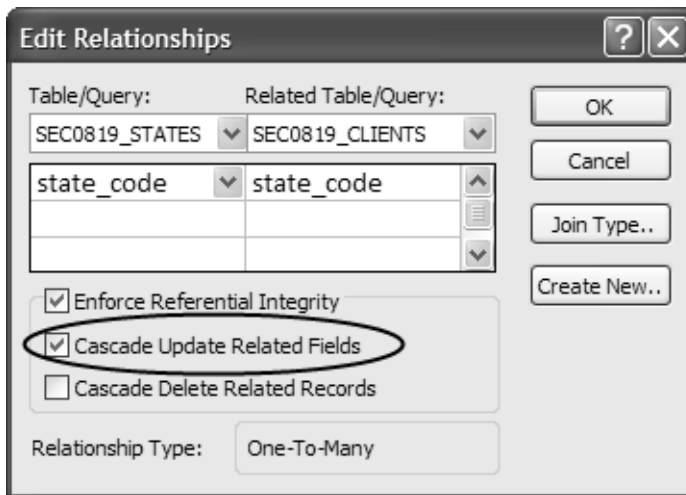 Edit Relationships
Table/Query: Related Table/Query:
SEC0819_STATES SEC0819_CLIENTS
OK
Cancel
state_code state_code
Join Type..
Create New..
Enforce Referential Integrity
Cascade Update Related Fields
Cascade Delete Related Records
Relationship Type: One-To-Many